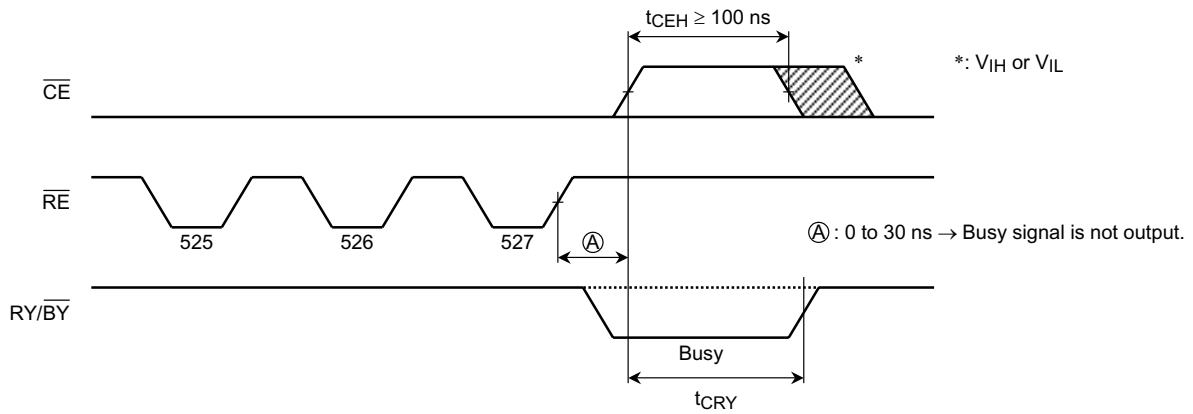 tCEH ≥ 100 ns
*
*: VIH or VIL
CE
RE
525
526
527
A
A : 0 to 30 ns → Busy signal is not output.
RY/BY
Busy
tCRY